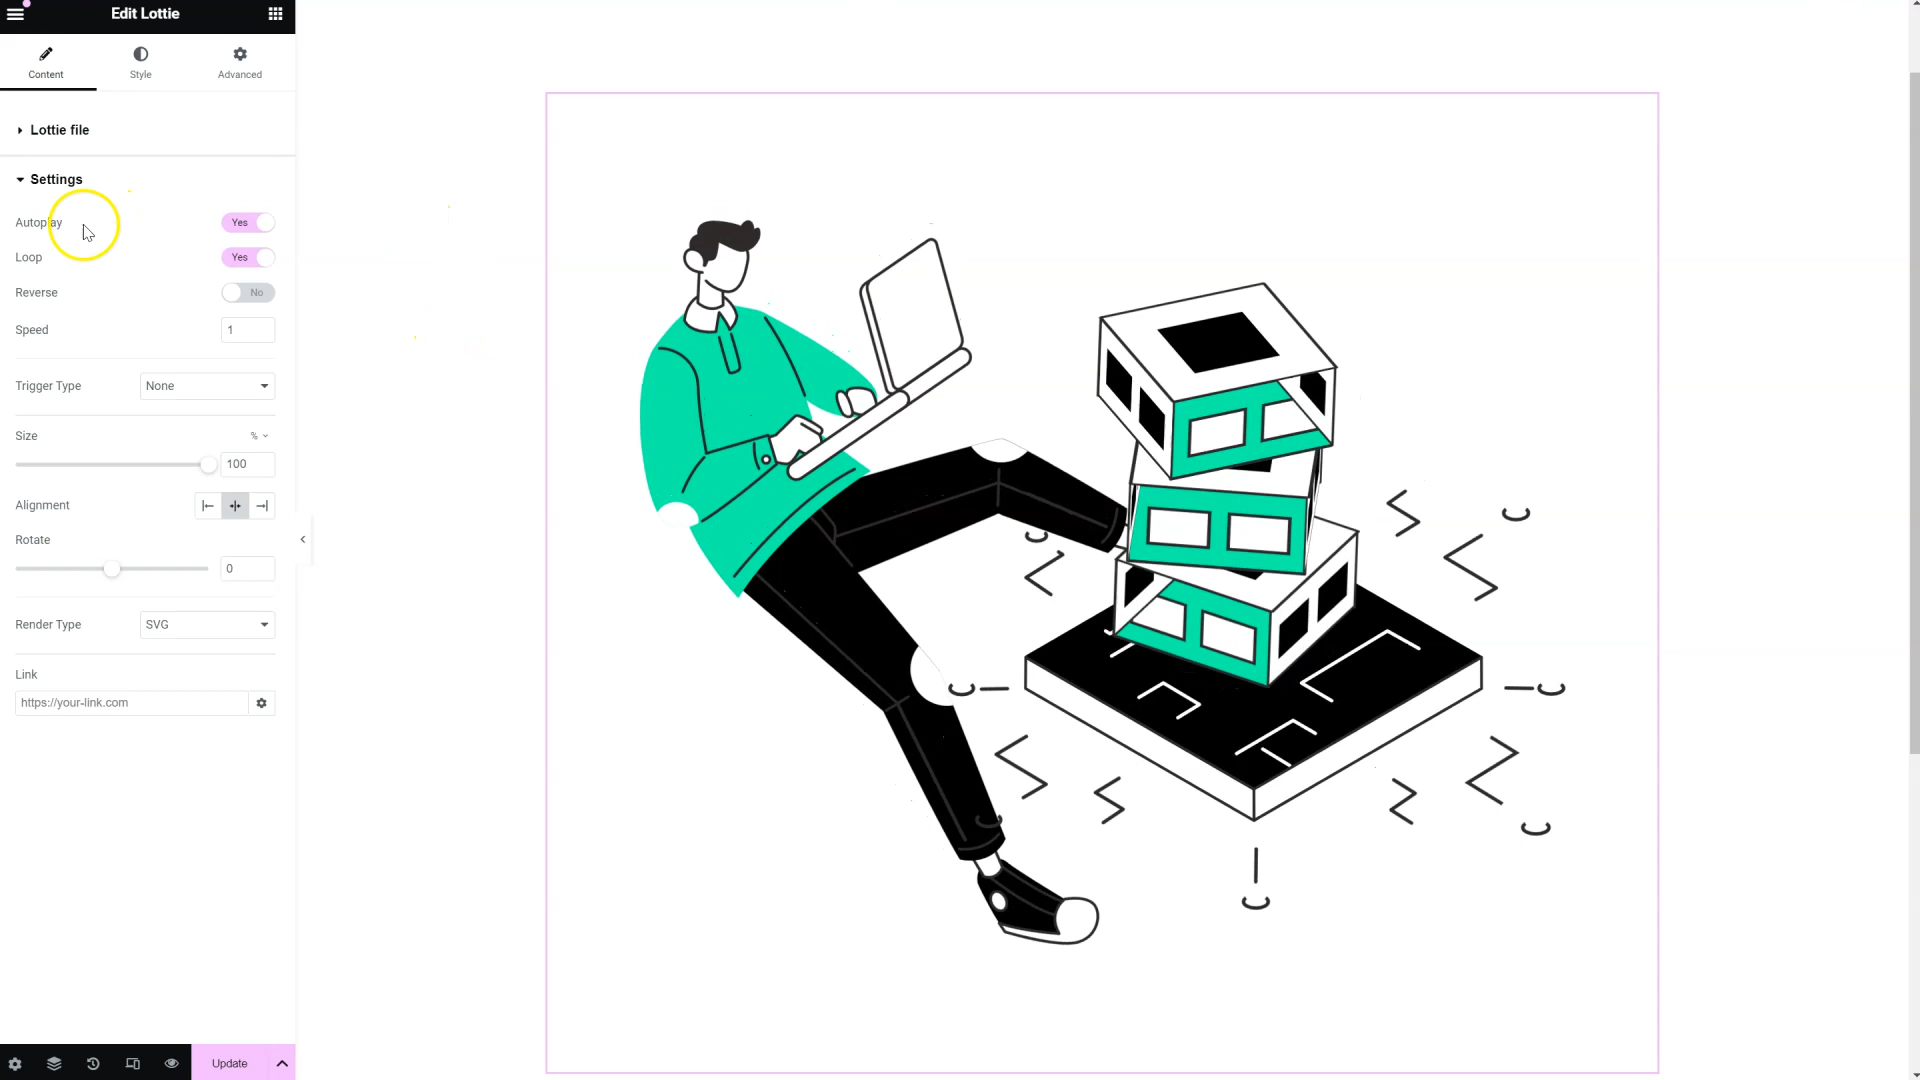 Edit Lottie
Content
Style
Advanced
Lottie file
Settings
Autoplay
Yes
Loop
Yes
Reverse
No
Speed
1
Trigger Type
None
Size
%
100
Alignment
Rotate
0
Render Type
SVG
Link
https://your-link.com
Update